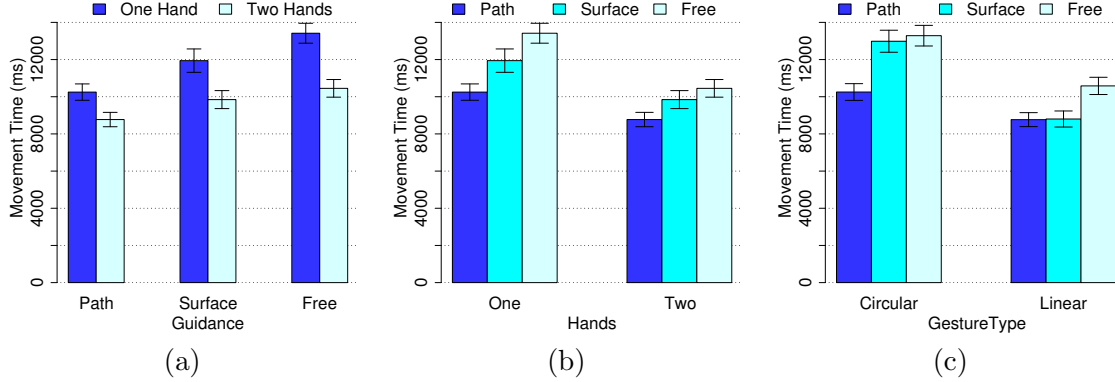 One Hand Two Hands
Movement Time (ms)
0 4000 8000 12000
Path Surface Free
Guidance
(a)
Path Surface Free
Movement Time (ms)
0 4000 8000 12000
One Two
Hands
(b)
Path Surface Free
Movement Time (ms)
0 4000 8000 12000
Circular Linear
GestureType
(c)